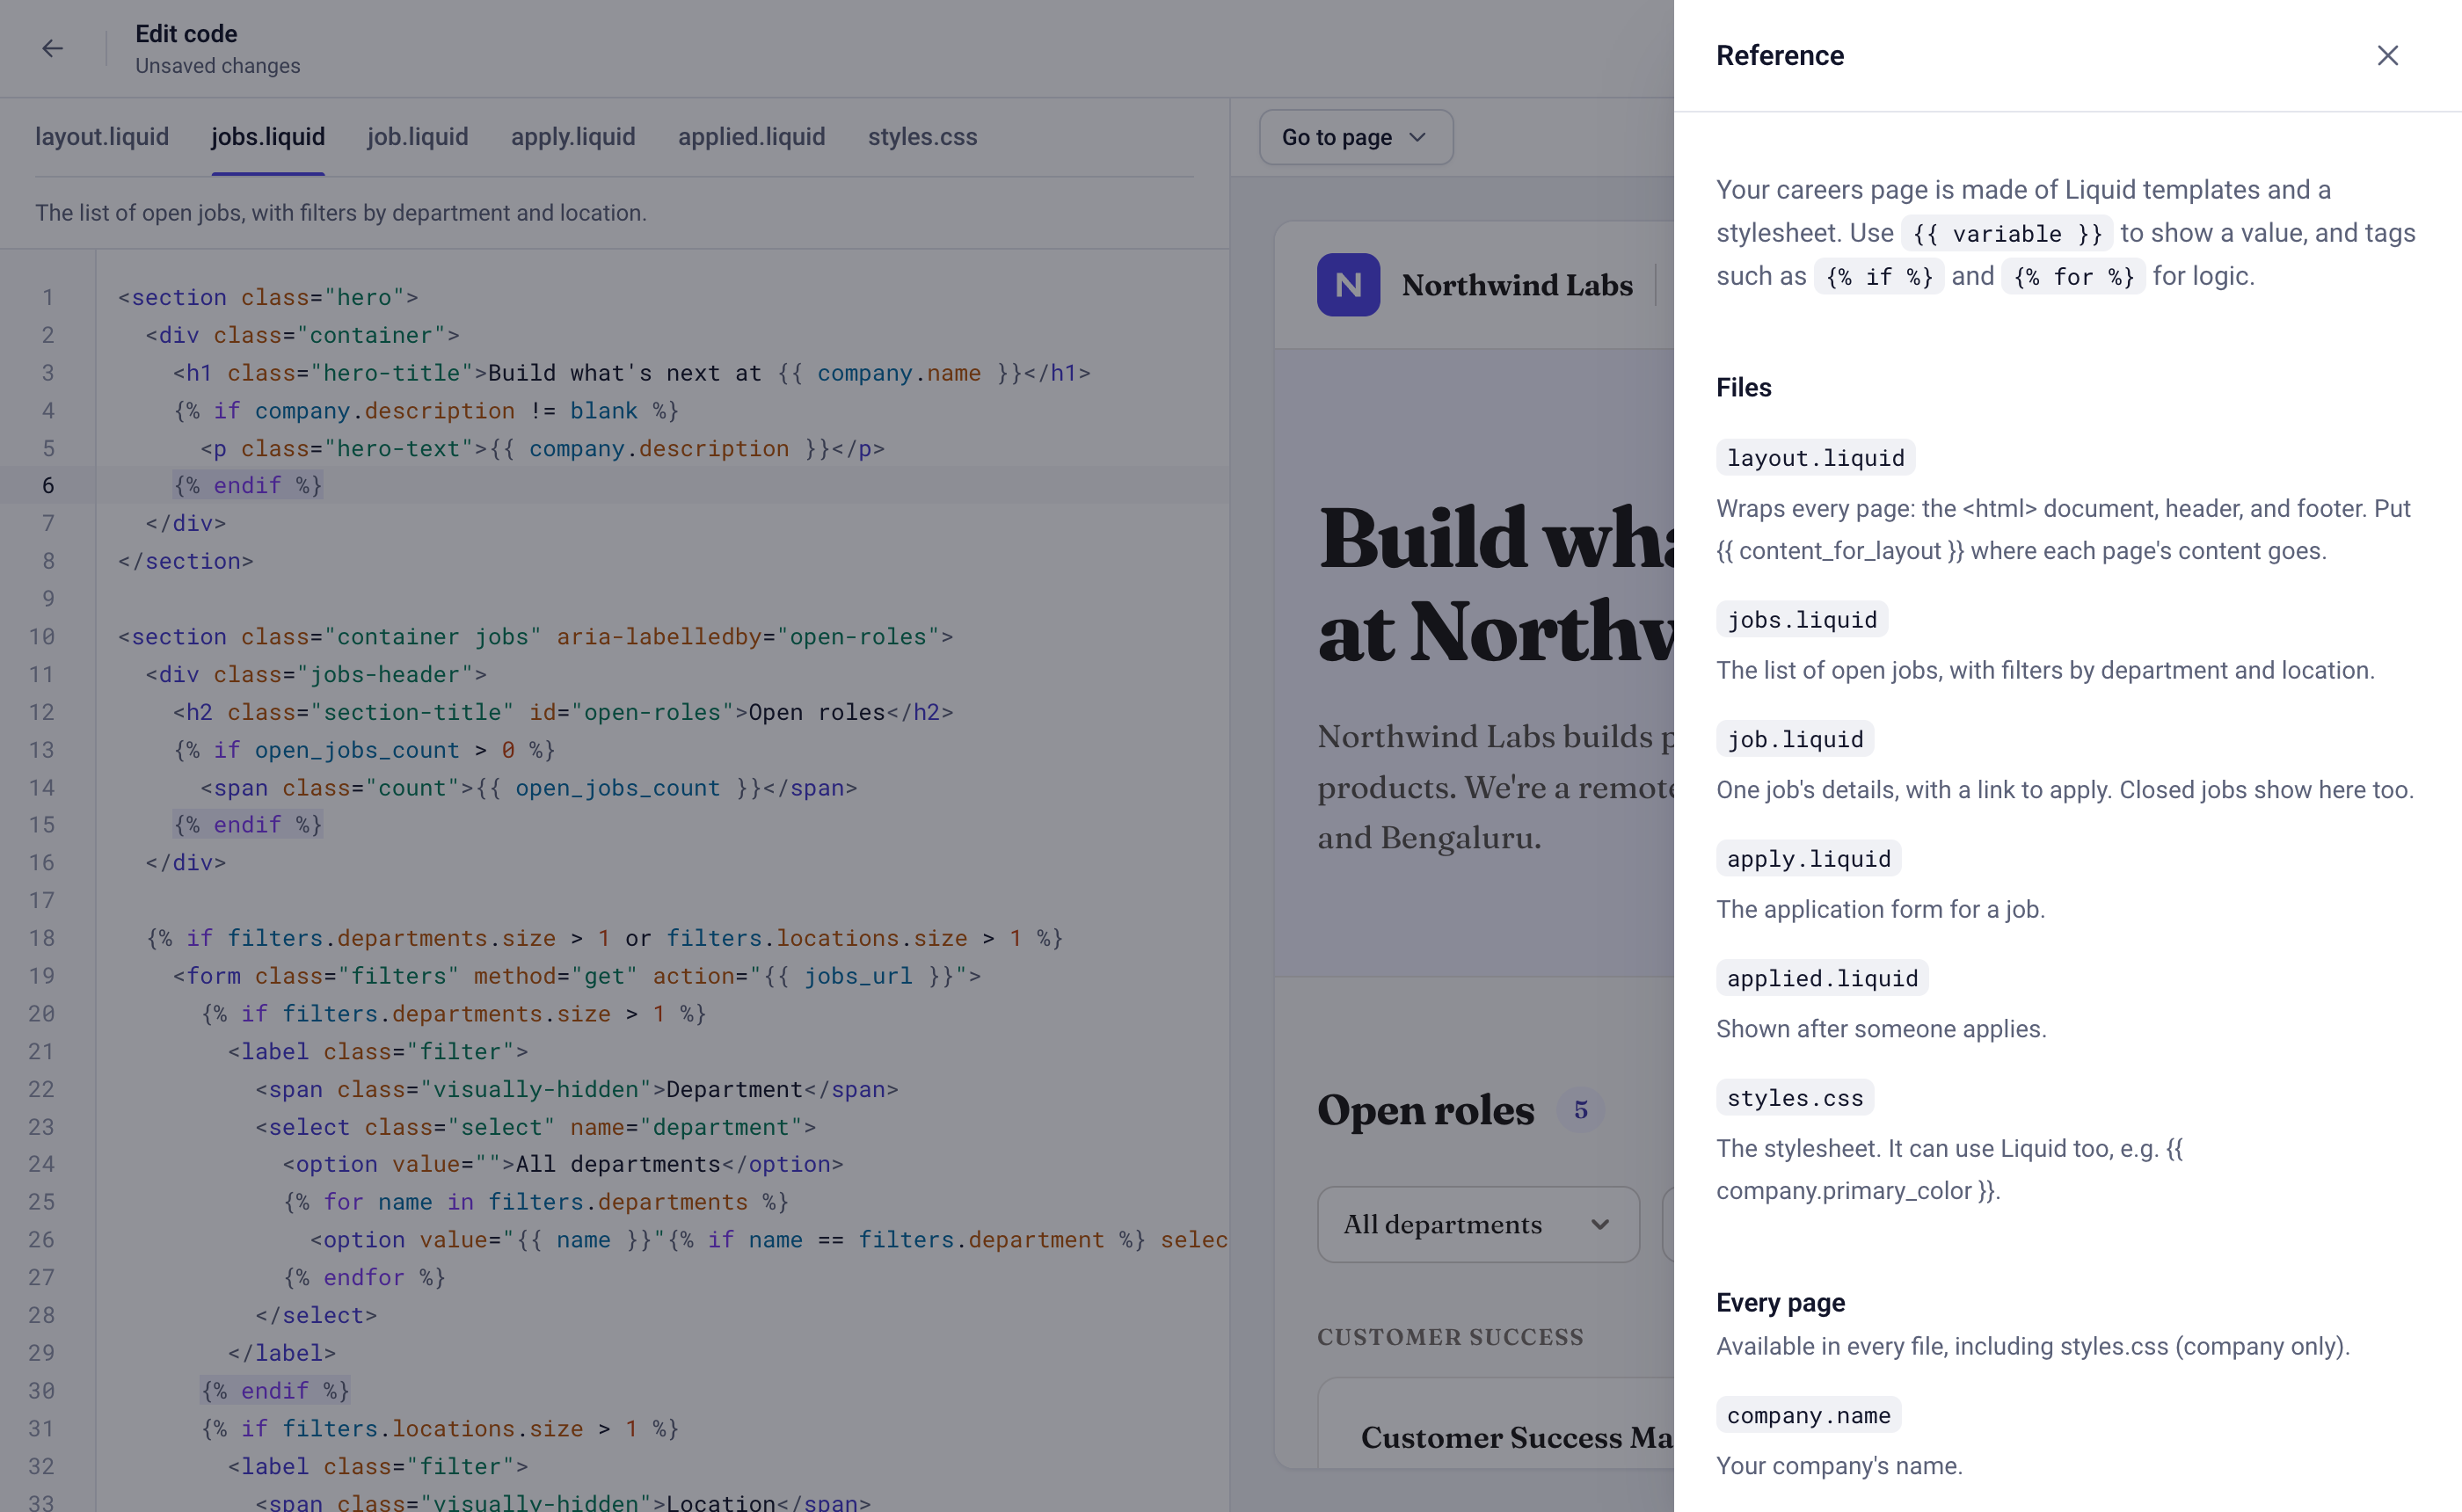 Edit code
Unsaved changes
layout.liquid jobs.liquid job.liquid apply.liquid applied.liquid styles.css
The list of open jobs, with filters by department and location.
1 <section class="hero">
2 <div class="container">
3 <h1 class="hero-title">Build what's next at {{ company.name }}</h1>
4 {% if company.description != blank %}
5 <p class="hero-text">{{ company.description }}</p>
6 {% endif %}
7 </div>
8 </section>
9
10 <section class="container jobs" aria-labelledby="open-roles">
11 <div class="jobs-header">
12 <h2 class="section-title" id="open-roles">Open roles</h2>
13 {% if open_jobs_count > 0 %}
14 <span class="count">{{ open_jobs_count }}</span>
15 {% endif %}
16 </div>
17
18 {% if filters.departments.size > 1 or filters.locations.size > 1 %}
19 <form class="filters" method="get" action="{{ jobs_url }}">
20 {% if filters.departments.size > 1 %}
21 <label class="filter">
22 <span class="visually-hidden">Department</span>
23 <select class="select" name="department">
24 <option value="">All departments</option>
25 {% for name in filters.departments %}
26 <option value="{{ name }}"{% if name == filters.department %} selec
27 {% endfor %}
28 </select>
29 </label>
30 {% endif %}
31 {% if filters.locations.size > 1 %}
32 <label class="filter">
33 <span class="visually-hidden">Location</span>
Go to page
N Northwind Labs
Build wha
at Northw
Northwind Labs builds p
products. We're a remote
and Bengaluru.
Open roles 5
All departments
CUSTOMER SUCCESS
Customer Success Ma
Reference
Your careers page is made of Liquid templates and a
stylesheet. Use {{ variable }} to show a value, and tags
such as {% if %} and {% for %} for logic.
Files
layout.liquid
Wraps every page: the <html> document, header, and footer. Put
{{ content_for_layout }} where each page's content goes.
jobs.liquid
The list of open jobs, with filters by department and location.
job.liquid
One job's details, with a link to apply. Closed jobs show here too.
apply.liquid
The application form for a job.
applied.liquid
Shown after someone applies.
styles.css
The stylesheet. It can use Liquid too, e.g. {{
company.primary_color }}.
Every page
Available in every file, including styles.css (company only).
company.name
Your company's name.